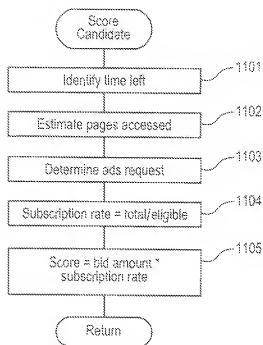 Score
Candidate
1101
Identify time left
1102
Estimate pages accessed
1103
Determine ads request
1104
Subscription rate = total/eligible
1105
Score = bid amount *
subscription rate
Return